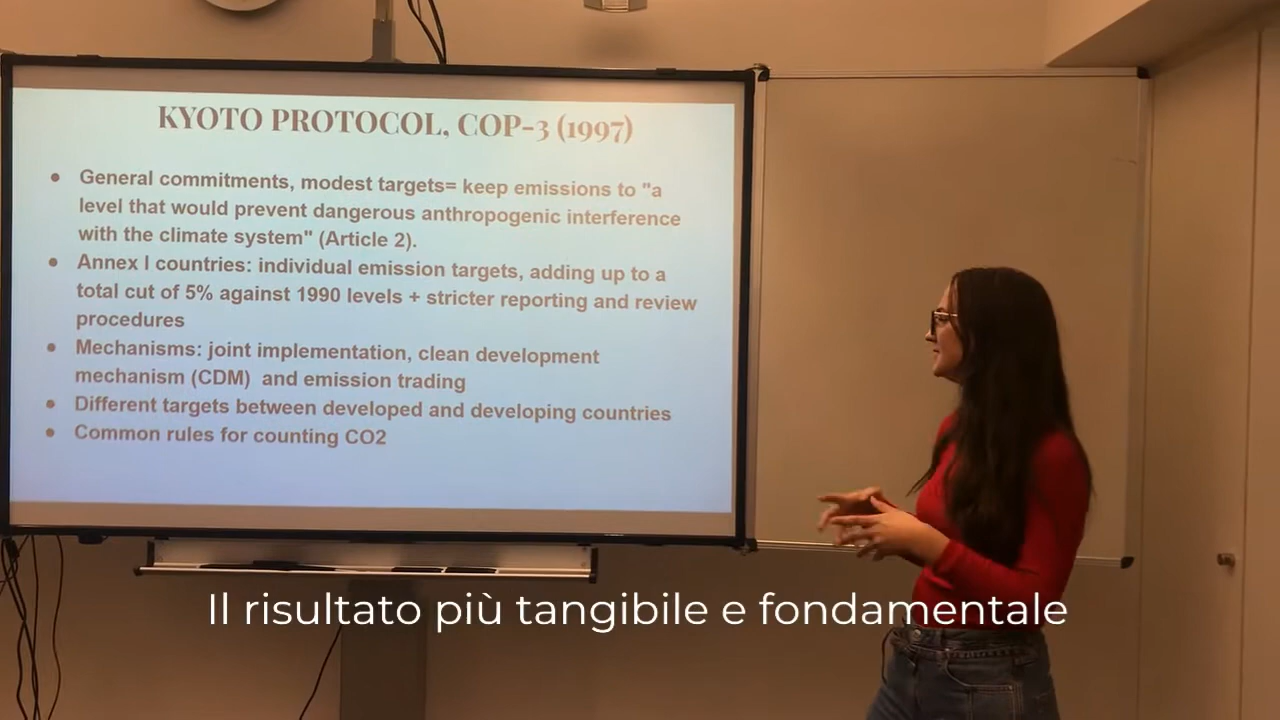 KYOTO PROTOCOL, COP-3 (1997)
● General commitments, modest targets= keep emissions to "a
level that would prevent dangerous anthropogenic interference
with the climate system" (Article 2).
● Annex I countries: individual emission targets, adding up to a
total cut of 5% against 1990 levels + stricter reporting and review
procedures
● Mechanisms: joint implementation, clean development
mechanism (CDM) and emission trading
● Different targets between developed and developing countries
● Common rules for counting CO2
Il risultato più tangibile e fondamentale